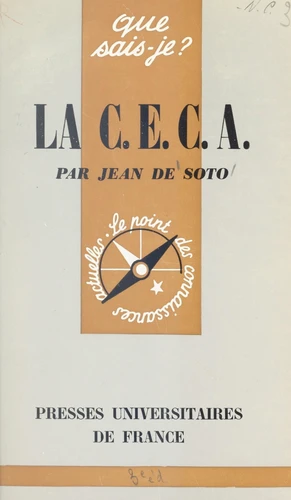 N.C.
que
sais-je?
LA C.E.C.A.
PAR JEAN DE SOTO
Le point des connaissances actuelles.
PRESSES UNIVERSITAIRES
DE FRANCE